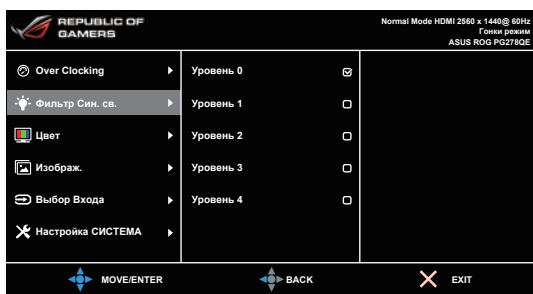 REPUBLIC OF
GAMERS
Normal Mode HDMI 2560 x 1440@ 60Hz
Гонки режим
ASUS ROG PG278QE
Over Clocking
Фильтр Син. св.
Цвет
Изображ.
Выбор Входа
Настройка СИСТЕМА
Уровень 0
Уровень 1
Уровень 2
Уровень 3
Уровень 4
MOVE/ENTER
BACK
EXIT